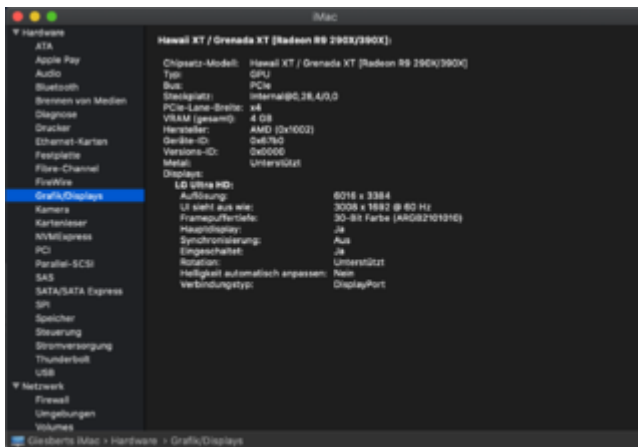 iMac
Hardware
ATA
Apple Pay
Audio
Bluetooth
Brennen von Medien
Diagnose
Drucker
Ethernet-Karten
Festplatte
Fibre-Channel
FireWire
Grafik/Displays
Kamera
Kartenleser
NVMExpress
PCI
Parallel-SCSI
SAS
SATA/SATA Express
SPI
Speicher
Steuerung
Stromversorgung
Thunderbolt
USB
Netzwerk
Firewall
Umgebungen
Volumes
Hawaii XT / Grenada XT [Radeon R9 290X/390X]:
Chipsatz-Modell: Hawaii XT / Grenada XT [Radeon R9 290X/390X]
Typ: GPU
Bus: PCIe
Steckplatz: Internal@0,28,4/0,0
PCIe-Lane-Breite: x4
VRAM (gesamt): 4 GB
Hersteller: AMD (0x1002)
Geräte-ID: 0x67b0
Versions-ID: 0x0000
Metal: Unterstützt
Displays:
LG Ultra HD:
Auflösung: 6016 x 3384
UI sieht aus wie: 3008 x 1692 @ 60 Hz
Framepuffertiefe: 30-Bit Farbe (ARGB2101010)
Hauptdisplay: Ja
Synchronisierung: Aus
Eingeschaltet: Ja
Rotation: Unterstützt
Helligkeit automatisch anpassen: Nein
Verbindungstyp: DisplayPort
Giesberts iMac › Hardware › Grafik/Displays